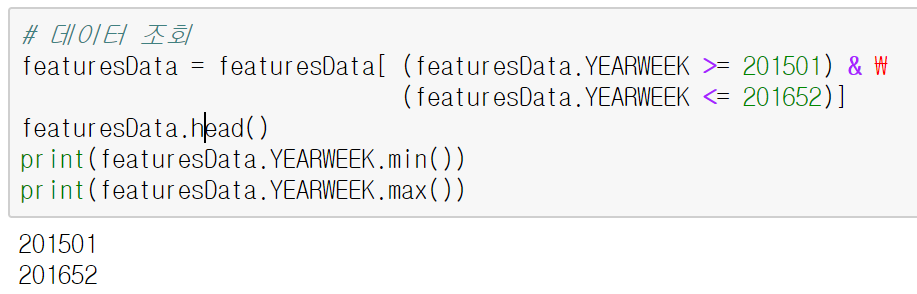 # 데이터 조회
featuresData = featuresData[ (featuresData.YEARWEEK >= 201501) & ₩
(featuresData.YEARWEEK <= 201652)]
featuresData.head()
print(featuresData.YEARWEEK.min())
print(featuresData.YEARWEEK.max())
201501
201652